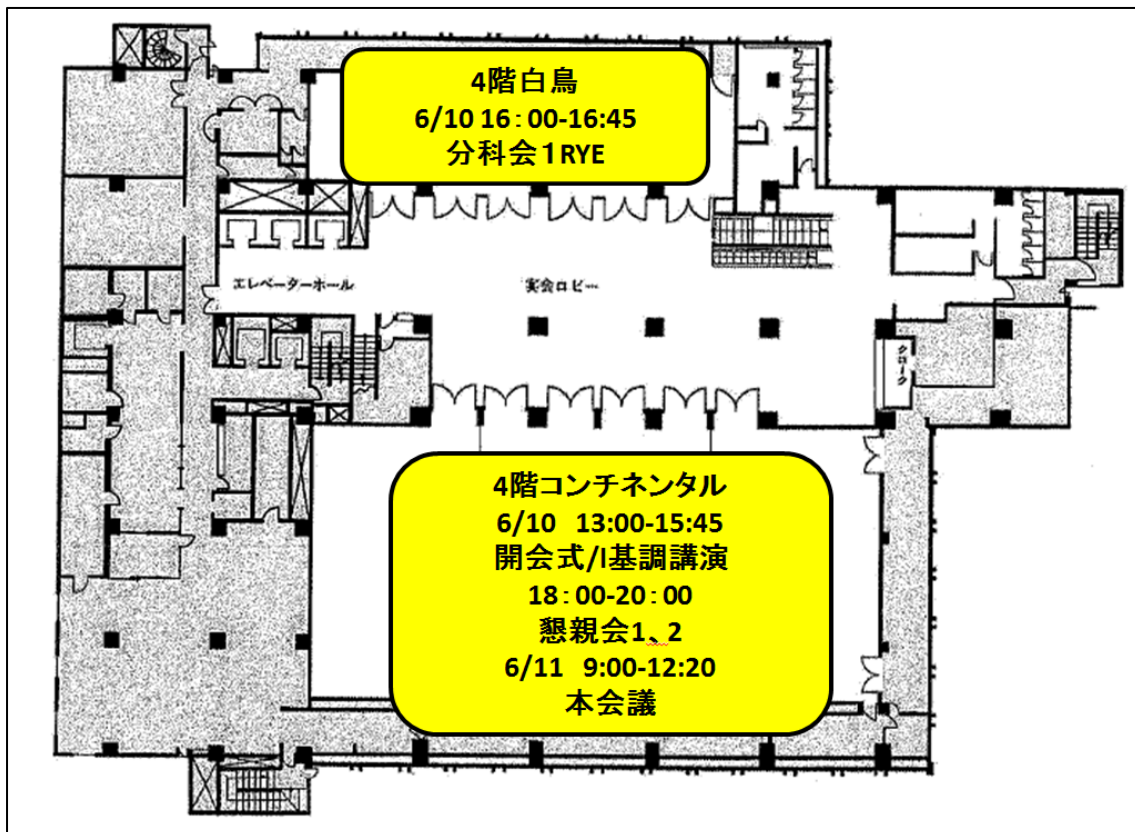 4階白鳥
6/10 16：00-16:45
分科会１RYE
エレベーターホール
宴会ロビー
クローク
4階コンチネンタル
6/10 13:00-15:45
開会式/I基調講演
18：00-20：00
懇親会1、2
6/11 9:00-12:20
本会議